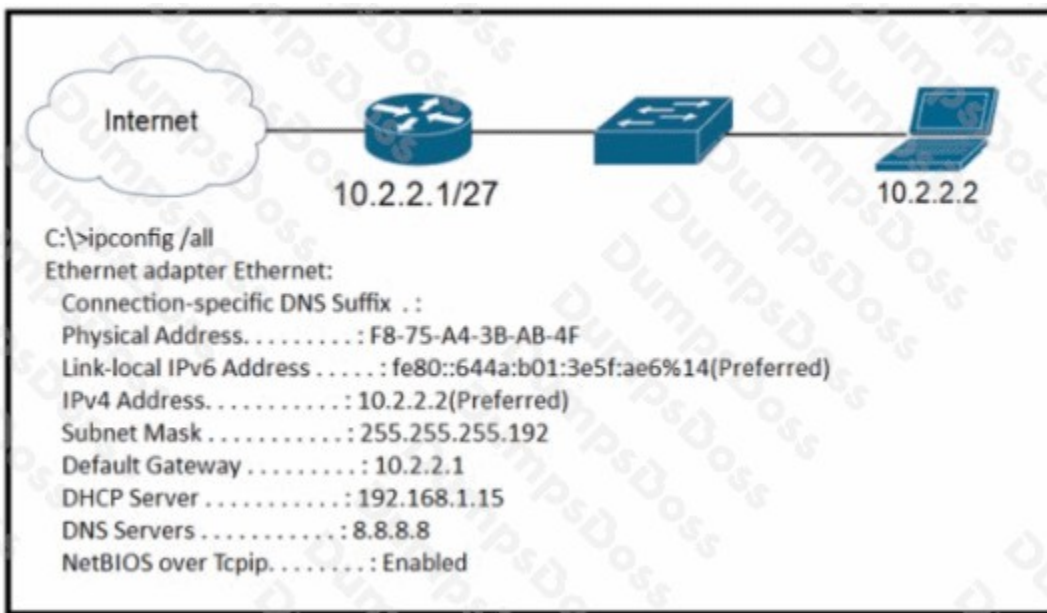 Internet
10.2.2.1/27
10.2.2.2
C:\>ipconfig /all
Ethernet adapter Ethernet:
Connection-specific DNS Suffix . :
Physical Address. . . . . . . . . : F8-75-A4-3B-AB-4F
Link-local IPv6 Address . . . . . : fe80::644a:b01:3e5f:ae6%14(Preferred)
IPv4 Address. . . . . . . . . . . : 10.2.2.2(Preferred)
Subnet Mask . . . . . . . . . . . : 255.255.255.192
Default Gateway . . . . . . . . . : 10.2.2.1
DHCP Server . . . . . . . . . . . : 192.168.1.15
DNS Servers . . . . . . . . . . . : 8.8.8.8
NetBIOS over Tcpip. . . . . . . . : Enabled
DumpsDoss